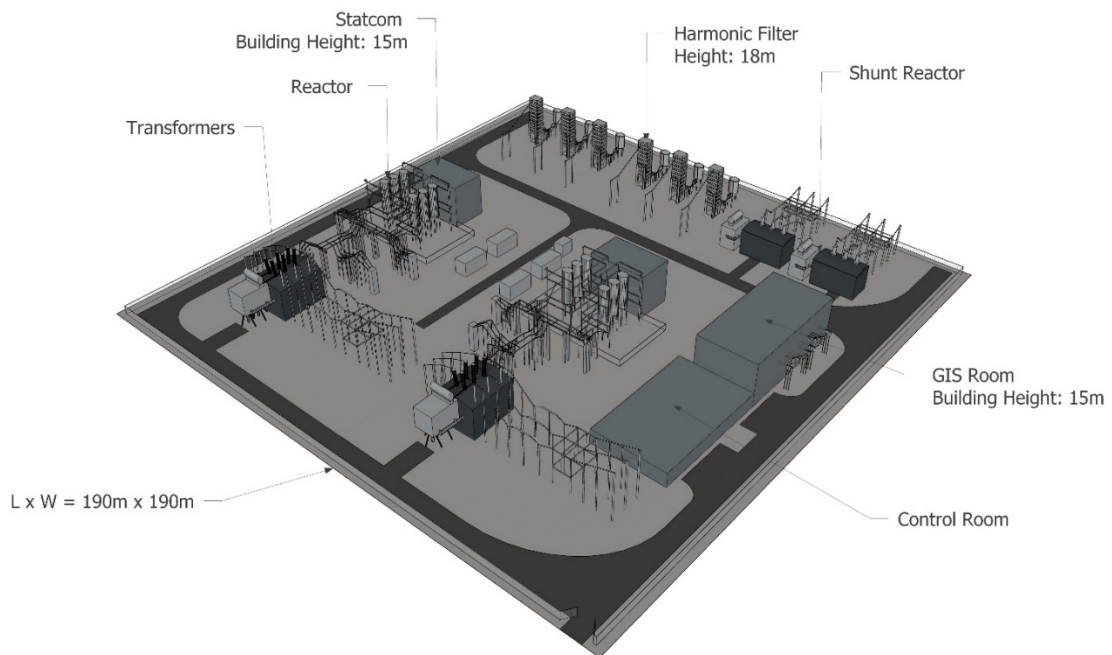 Statcom
Building Height: 15m
Harmonic Filter
Height: 18m
Shunt Reactor
Reactor
Transformers
GIS Room
Building Height: 15m
L x W = 190m x 190m
Control Room